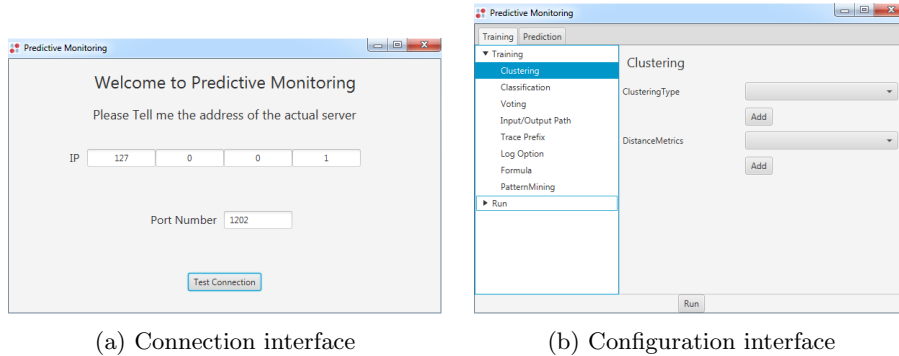 Predictive Monitoring
Welcome to Predictive Monitoring
Please Tell me the address of the actual server
IP 127 0 0 1
Port Number 1202
Test Connection
(a) Connection interface
Predictive Monitoring
Training Prediction
Training
Clustering
Classification
Voting
Input/Output Path
Trace Prefix
Log Option
Formula
PatternMining
Run
Clustering
ClusteringType
Add
DistanceMetrics
Add
Run
(b) Configuration interface